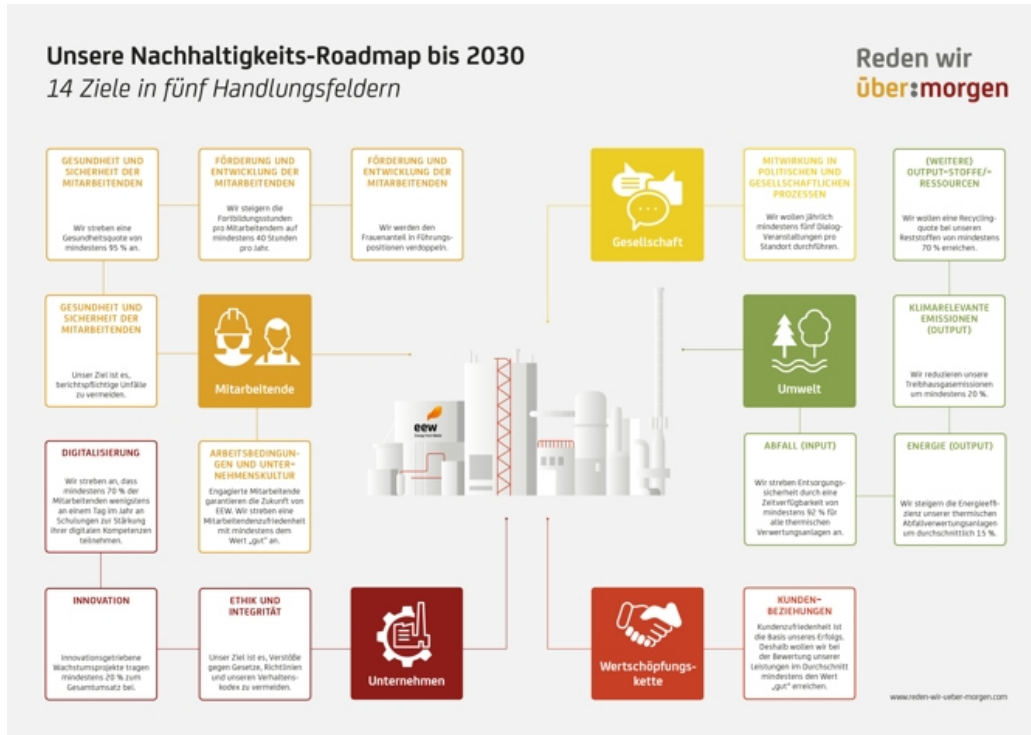 Unsere Nachhaltigkeits-Roadmap bis 2030
14 Ziele in fünf Handlungsfeldern
Reden wir
über:morgen
GESUNDHEIT UND
SICHERHEIT DER
MITARBEITENDEN
Wir streben eine
Gesundheitsquote von
mindestens 95 % an.
FÖRDERUNG UND
ENTWICKLUNG DER
MITARBEITENDEN
Wir steigern die
Fortbildungsstunden
pro Mitarbeitendem auf
mindestens 40 Stunden
pro Jahr.
FÖRDERUNG UND
ENTWICKLUNG DER
MITARBEITENDEN
Wir werden den
Frauenanteil in Führungs-
positionen verdoppeln.
Gesellschaft
MITWIRKUNG IN
POLITISCHEN UND
GESELLSCHAFTLICHEN
PROZESSEN
Wir wollen jährlich
mindestens fünf Dialog-
Veranstaltungen pro
Standort durchführen.
(WEITERE)
OUTPUT-STOFFE/-
RESSOURCEN
Wir wollen eine Recycling-
quote bei unseren
Reststoffen von mindestens
70 % erreichen.
GESUNDHEIT UND
SICHERHEIT DER
MITARBEITENDEN
Unser Ziel ist es,
berichtspflichtige Unfälle
zu vermeiden.
Mitarbeitende
Umwelt
KLIMARELEVANTE
EMISSIONEN
(OUTPUT)
Wir reduzieren unsere
Treibhausgasemissionen
um mindestens 20 %.
eew
Energy from Waste
DIGITALISIERUNG
Wir streben an, dass
mindestens 70 % der
Mitarbeitenden wenigstens
an einem Tag im Jahr an
Schulungen zur Stärkung
ihrer digitalen Kompetenzen
teilnehmen.
ARBEITSBEDINGUN-
GEN UND UNTER-
NEHMENSKULTUR
Engagierte Mitarbeitende
garantieren die Zukunft von
EEW. Wir streben eine
Mitarbeitendenzufriedenheit
mit mindestens dem
Wert „gut" an.
ABFALL (INPUT)
Wir streben Entsorgungs-
sicherheit durch eine
Zeitverfügbarkeit von
mindestens 92 % für
alle thermischen
Verwertungsanlagen an.
ENERGIE (OUTPUT)
Wir steigern die Energieeffi-
zienz unserer thermischen
Abfallverwertungsanlagen
um durchschnittlich 15 %.
INNOVATION
Innovationsgetriebene
Wachstumsprojekte tragen
mindestens 20 % zum
Gesamtumsatz bei.
ETHIK UND
INTEGRITÄT
Unser Ziel ist es, Verstöße
gegen Gesetze, Richtlinien
und unseren Verhaltens-
kodex zu vermeiden.
Unternehmen
Wertschöpfungs-
kette
KUNDEN-
BEZIEHUNGEN
Kundenzufriedenheit ist
die Basis unseres Erfolgs.
Deshalb wollen wir bei
der Bewertung unserer
Leistungen im Durchschnitt
mindestens den Wert
„gut" erreichen.
www.reden-wir-ueber-morgen.com